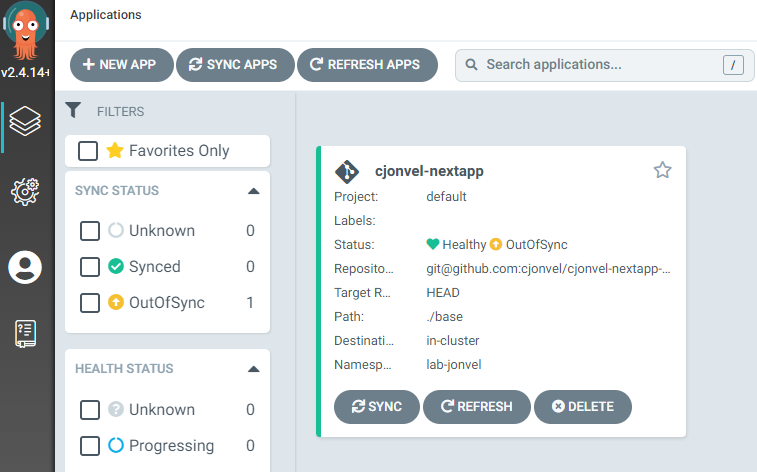 Applications
v2.4.14+
NEW APP
SYNC APPS
REFRESH APPS
Search applications...
/
FILTERS
Favorites Only
SYNC STATUS
Unknown 0
Synced 0
OutOfSync 1
HEALTH STATUS
Unknown 0
Progressing 0
cjonvel-nextapp
Project: default
Labels:
Status: Healthy OutOfSync
Reposito... git@github.com:cjonvel/cjonvel-nextapp-...
Target R... HEAD
Path: ./base
Destinati... in-cluster
Namesp... lab-jonvel
SYNC
REFRESH
DELETE